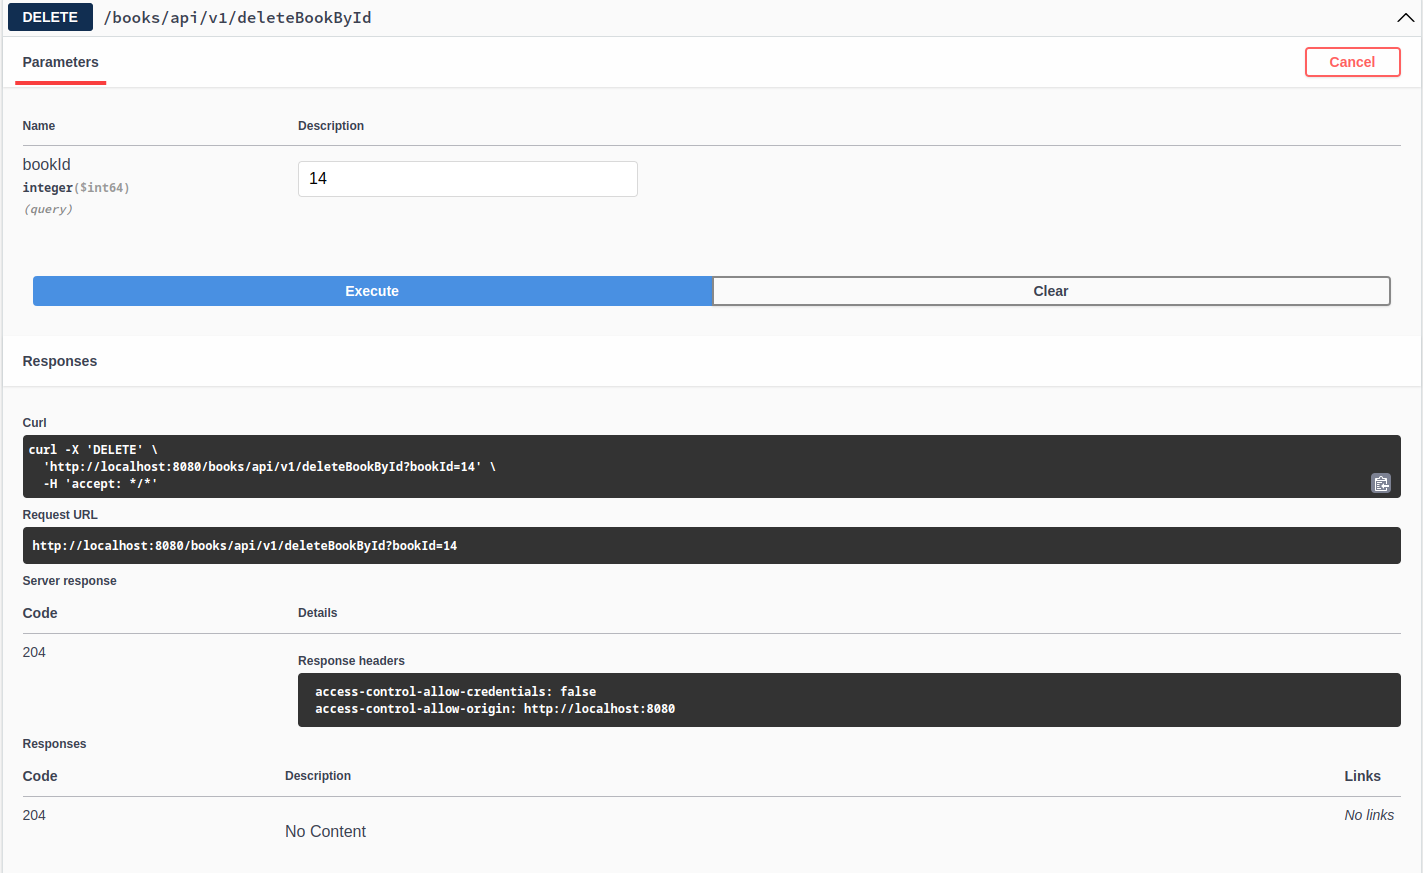 DELETE /books/api/v1/deleteBookById
Parameters
Cancel
Name Description
bookId
integer($int64)
(query)
14
Execute Clear
Responses
Curl
curl -X 'DELETE' \
'http://localhost:8080/books/api/v1/deleteBookById?bookId=14' \
-H 'accept: */*'
Request URL
http://localhost:8080/books/api/v1/deleteBookById?bookId=14
Server response
Code Details
204
Response headers
access-control-allow-credentials: false
access-control-allow-origin: http://localhost:8080
Responses
Code Description Links
204 No links
No Content